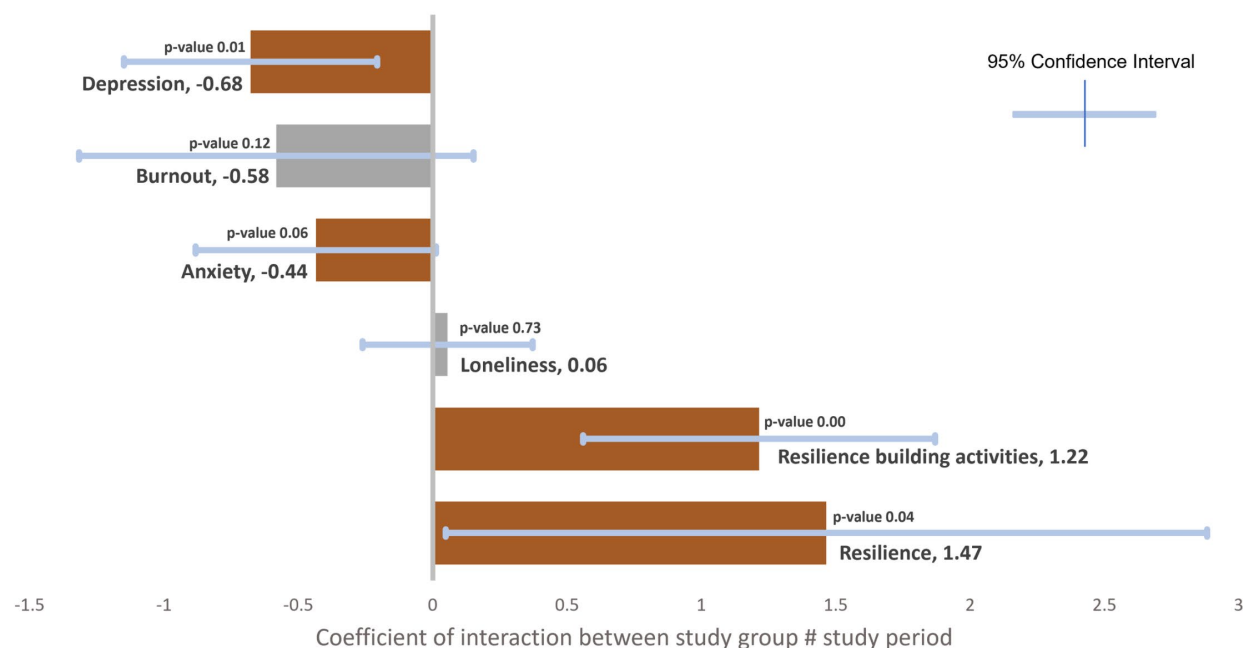 p-value 0.01
Depression, -0.68
95% Confidence Interval
p-value 0.12
Burnout, -0.58
p-value 0.06
Anxiety, -0.44
p-value 0.73
Loneliness, 0.06
p-value 0.00
Resilience building activities, 1.22
p-value 0.04
Resilience, 1.47
-1.5 -1 -0.5 0 0.5 1 1.5 2 2.5 3
Coefficient of interaction between study group # study period